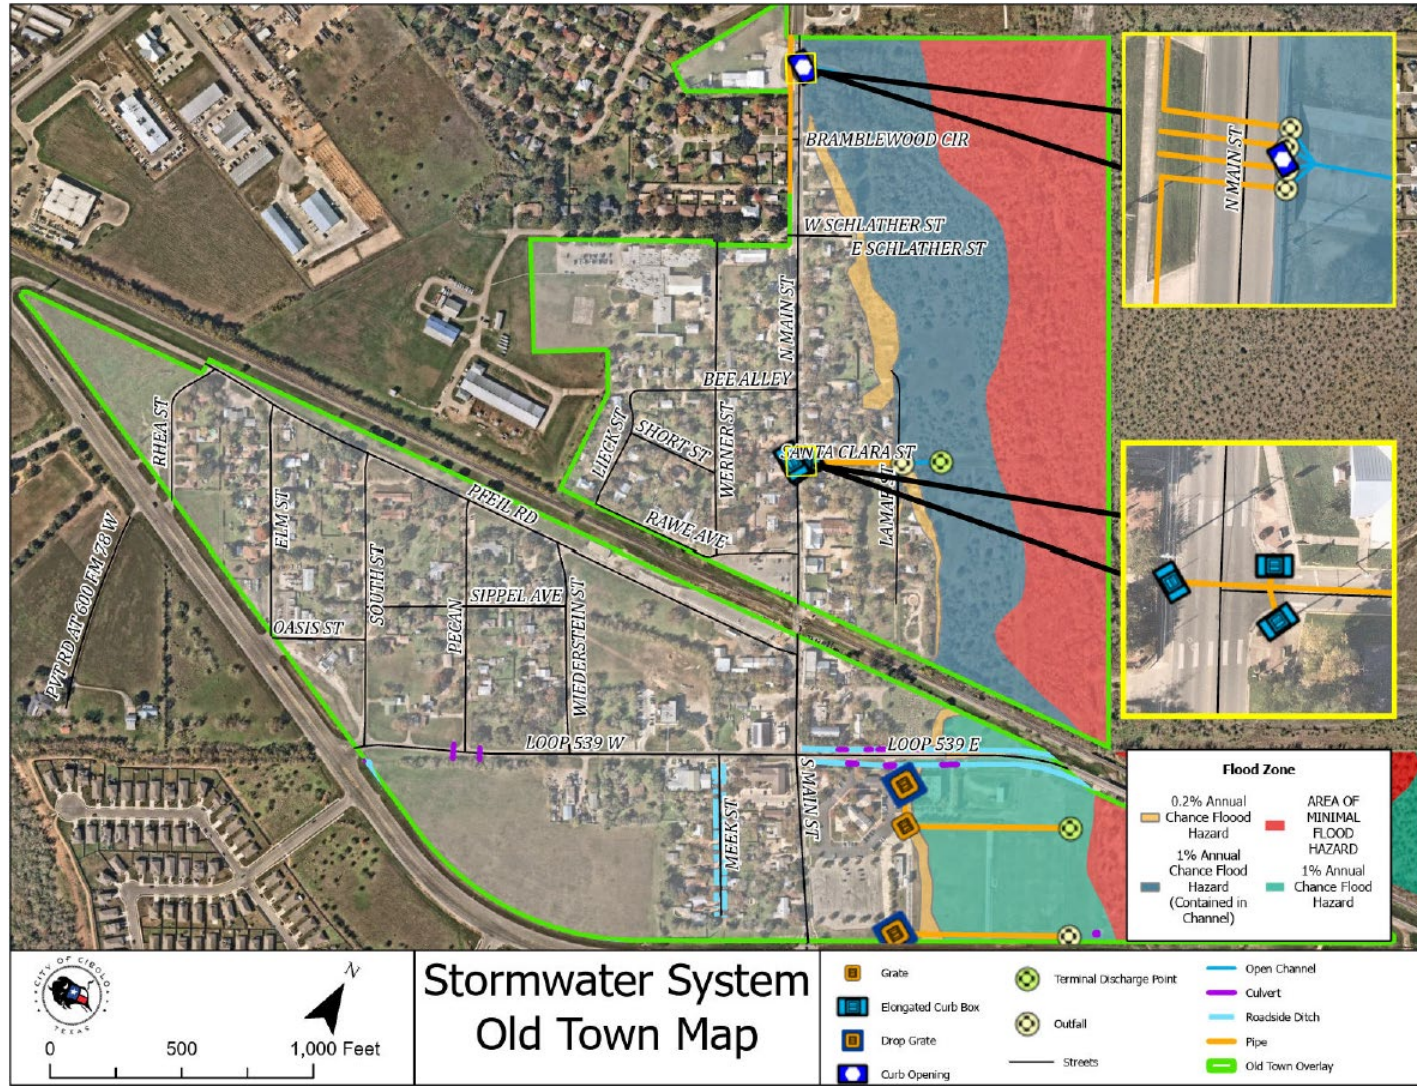 BRAMBLEWOOD CIR
W SCHLATHER ST
E SCHLATHER ST
N MAIN ST
BEE ALLEY
LIECK ST
SHORT ST
WERNER ST
SANTA CLARA ST
LAMAR ST
RAWE AVE
PFEIL RD
RHEA ST
ELM ST
SOUTH ST
PECAN
SIPPEL AVE
WIEDERSTEIN ST
OASIS ST
PVT RD AT 600 FM 78 W
LOOP 539 W
LOOP 539 E
MEEK ST
S MAIN ST
N MAIN ST
Flood Zone
0.2% Annual
Chance Floood
Hazard
AREA OF
MINIMAL
FLOOD
HAZARD
1% Annual
Chance Flood
Hazard
(Contained in
Channel)
1% Annual
Chance Flood
Hazard
CITY OF CIBOLO
TEXAS
N
0 500 1,000 Feet
Stormwater System
Old Town Map
Grate
Elongated Curb Box
Drop Grate
Curb Opening
Terminal Discharge Point
Outfall
Streets
Open Channel
Culvert
Roadside Ditch
Pipe
Old Town Overlay